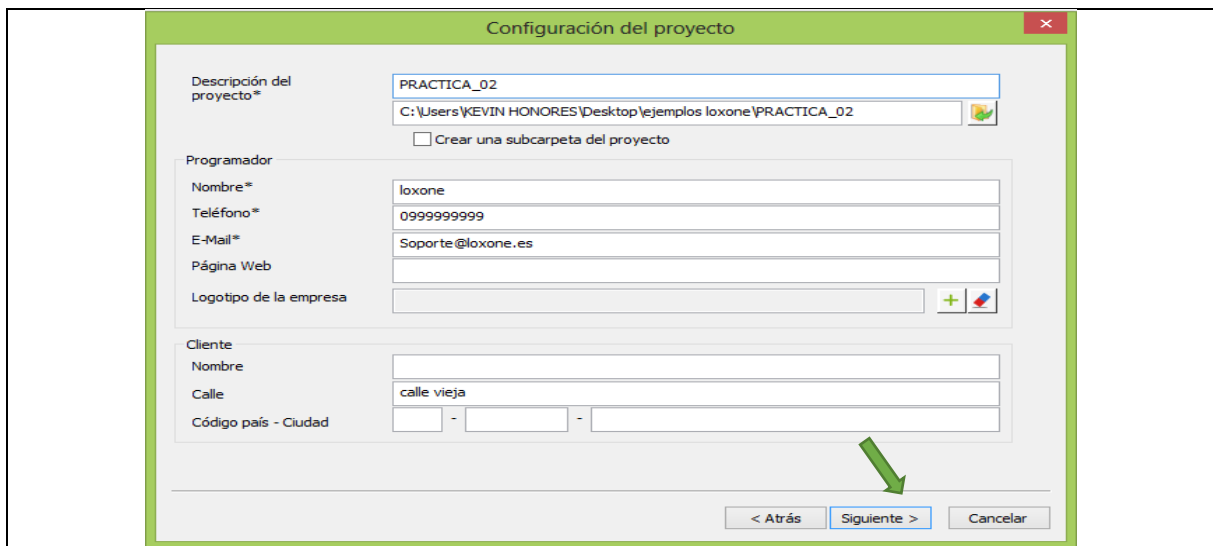 Configuración del proyecto
Descripción del
proyecto*
PRACTICA_02
C:\Users\KEVIN HONORES\Desktop\ejemplos loxone\PRACTICA_02
Crear una subcarpeta del proyecto
Programador
Nombre*
loxone
Teléfono*
0999999999
E-Mail*
Soporte@loxone.es
Página Web
Logotipo de la empresa
Cliente
Nombre
Calle
calle vieja
Código país - Ciudad
- -
< Atrás Siguiente > Cancelar